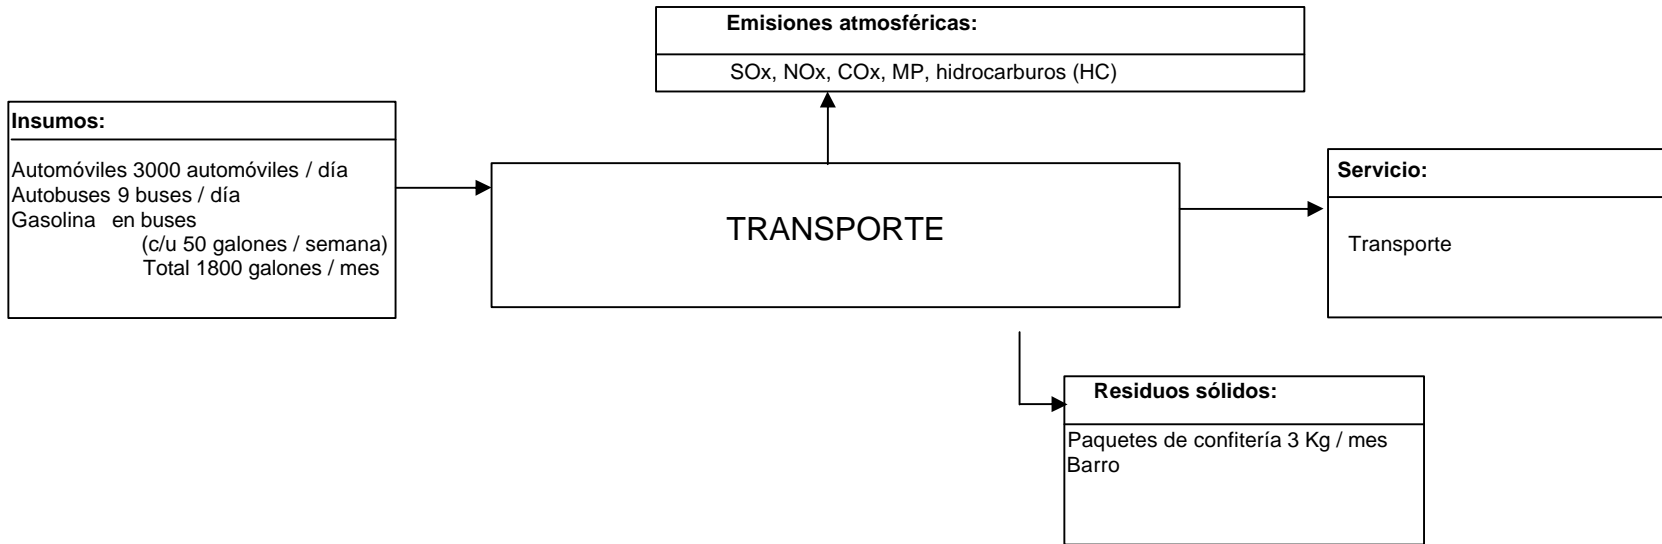 Emisiones atmosféricas:
SOx, NOx, COx, MP, hidrocarburos (HC)
Insumos:
Automóviles 3000 automóviles / día
Autobuses 9 buses / día
Gasolina en buses
(c/u 50 galones / semana)
Total 1800 galones / mes
TRANSPORTE
Servicio:
Transporte
Residuos sólidos:
Paquetes de confitería 3 Kg / mes
Barro